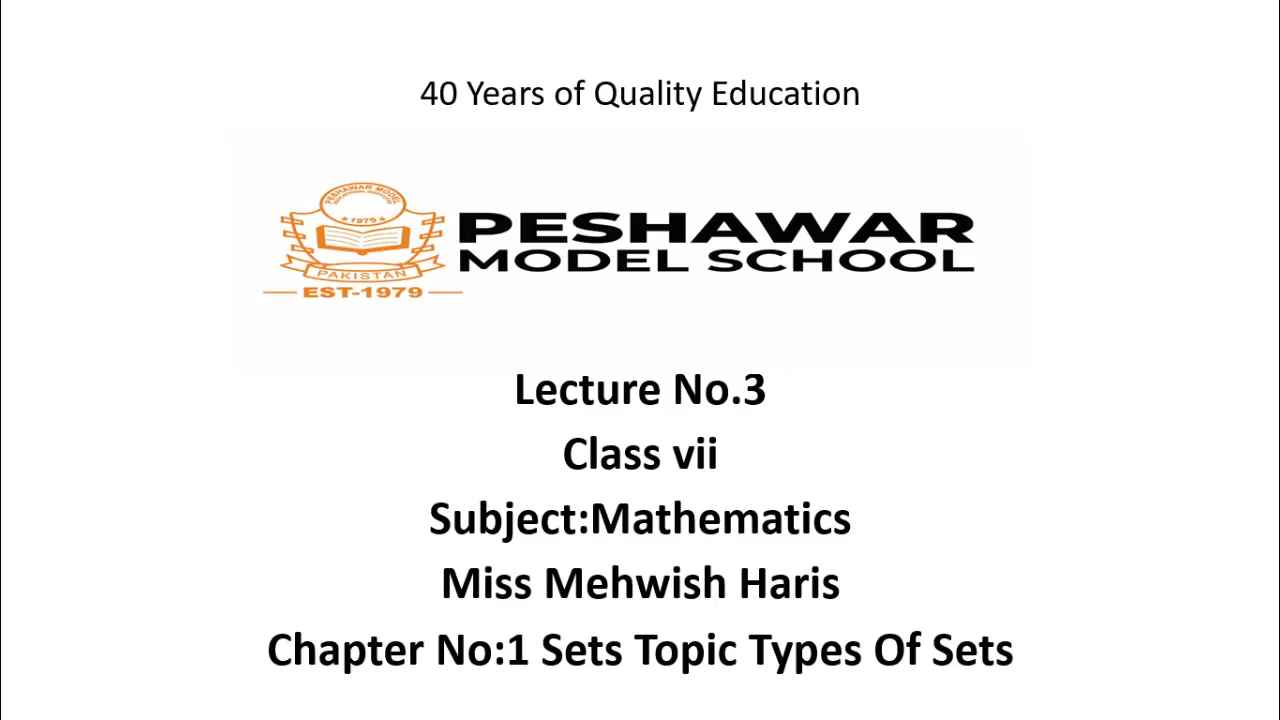 40 Years of Quality Education
PESHAWAR MODEL
1979
PAKISTAN
EST-1979
PESHAWAR
MODEL SCHOOL
Lecture No.3
Class vii
Subject:Mathematics
Miss Mehwish Haris
Chapter No:1 Sets Topic Types Of Sets